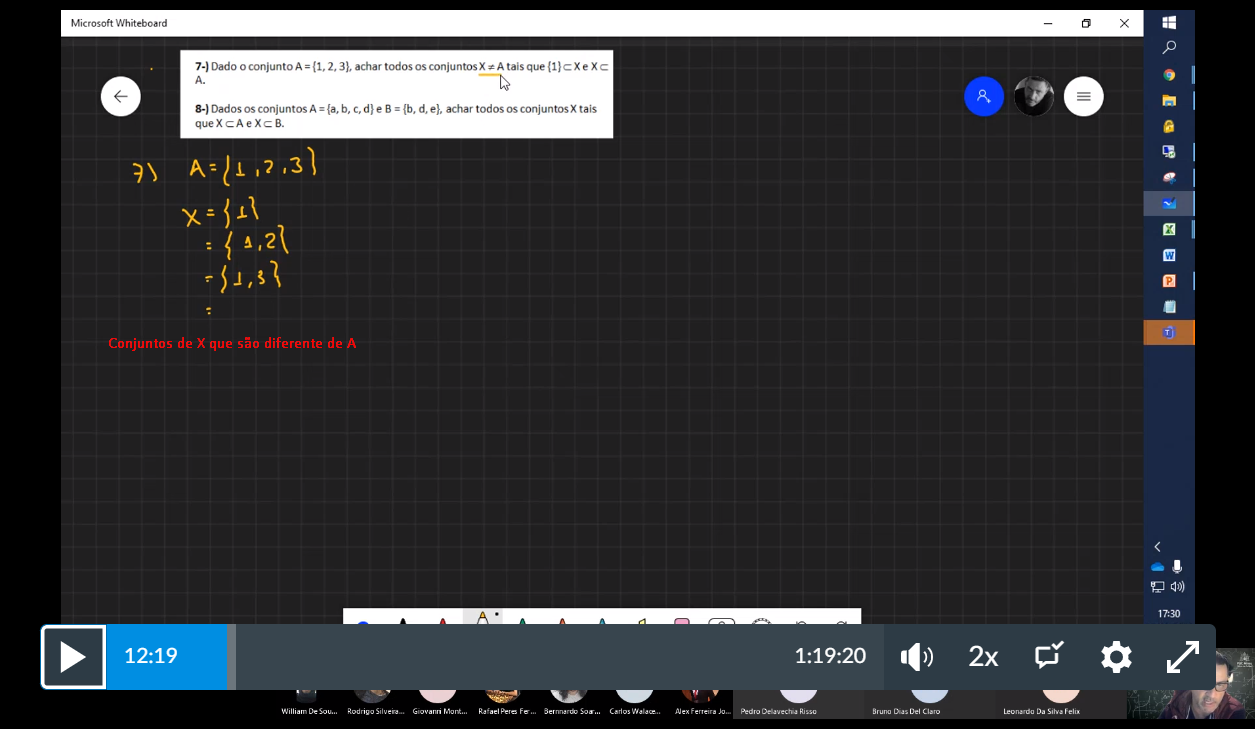 Microsoft Whiteboard
7-) Dado o conjunto A = {1, 2, 3}, achar todos os conjuntos X ≠ A tais que {1} ⊂ X e X ⊂
A.
8-) Dados os conjuntos A = {a, b, c, d} e B = {b, d, e}, achar todos os conjuntos X tais
que X ⊂ A e X ⊂ B.
7) A = {1, 2, 3}
X = {1}
= {1, 2}
= {1, 3}
=
Conjuntos de X que são diferente de A
17:30
12:19
1:19:20
2x
William De Sou...
Rodrigo Silveira...
Giovanni Mont...
Rafael Peres Fer...
Bernnardo Soar...
Carlos Walace...
Alex Ferreira Jo...
Pedro Delavechia Risso
Bruno Dias Del Claro
Leonardo Da Silva Felix